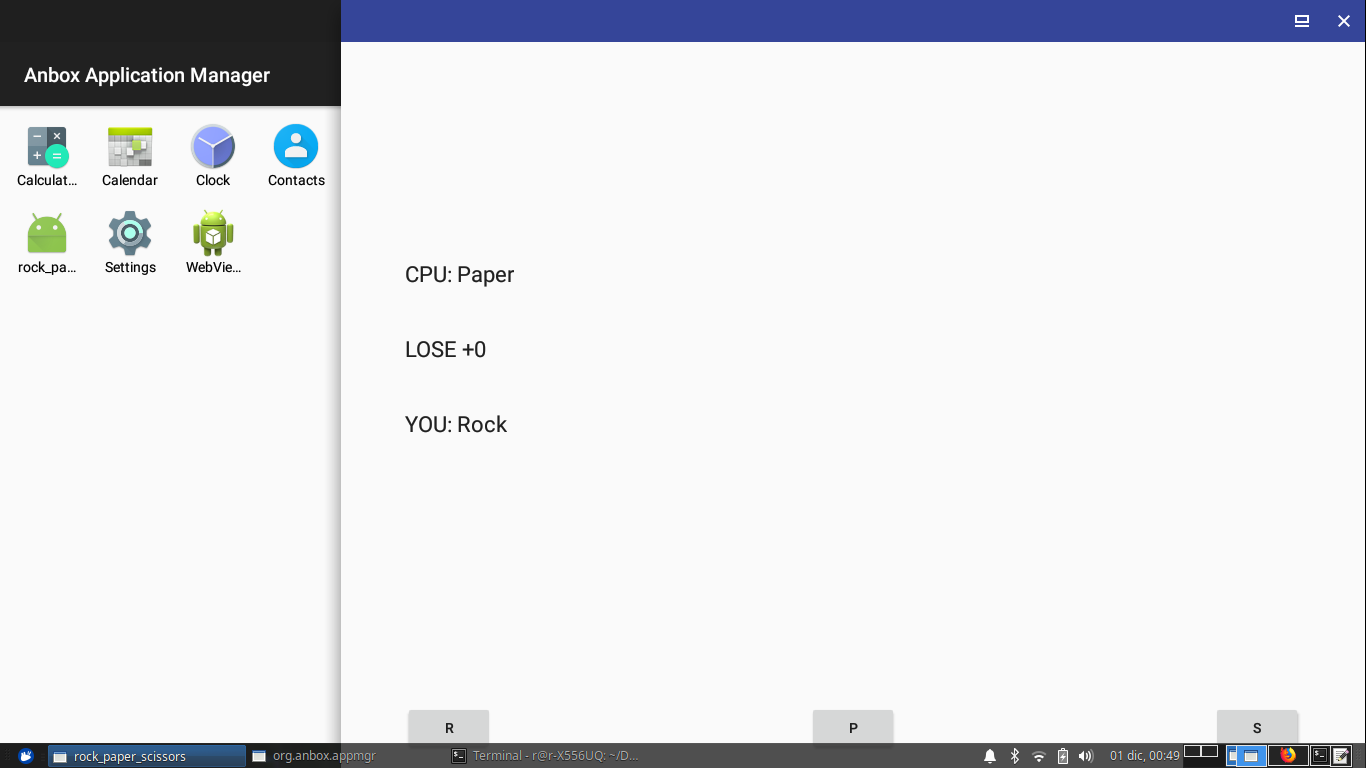 Anbox Application Manager
Calculat...
Calendar
Clock
Contacts
rock_pa...
Settings
WebVie...
CPU: Paper
LOSE +0
YOU: Rock
R
P
S
rock_paper_scissors
org.anbox.appmgr
Terminal - r@r-X556UQ: ~/D...
01 dic, 00:49